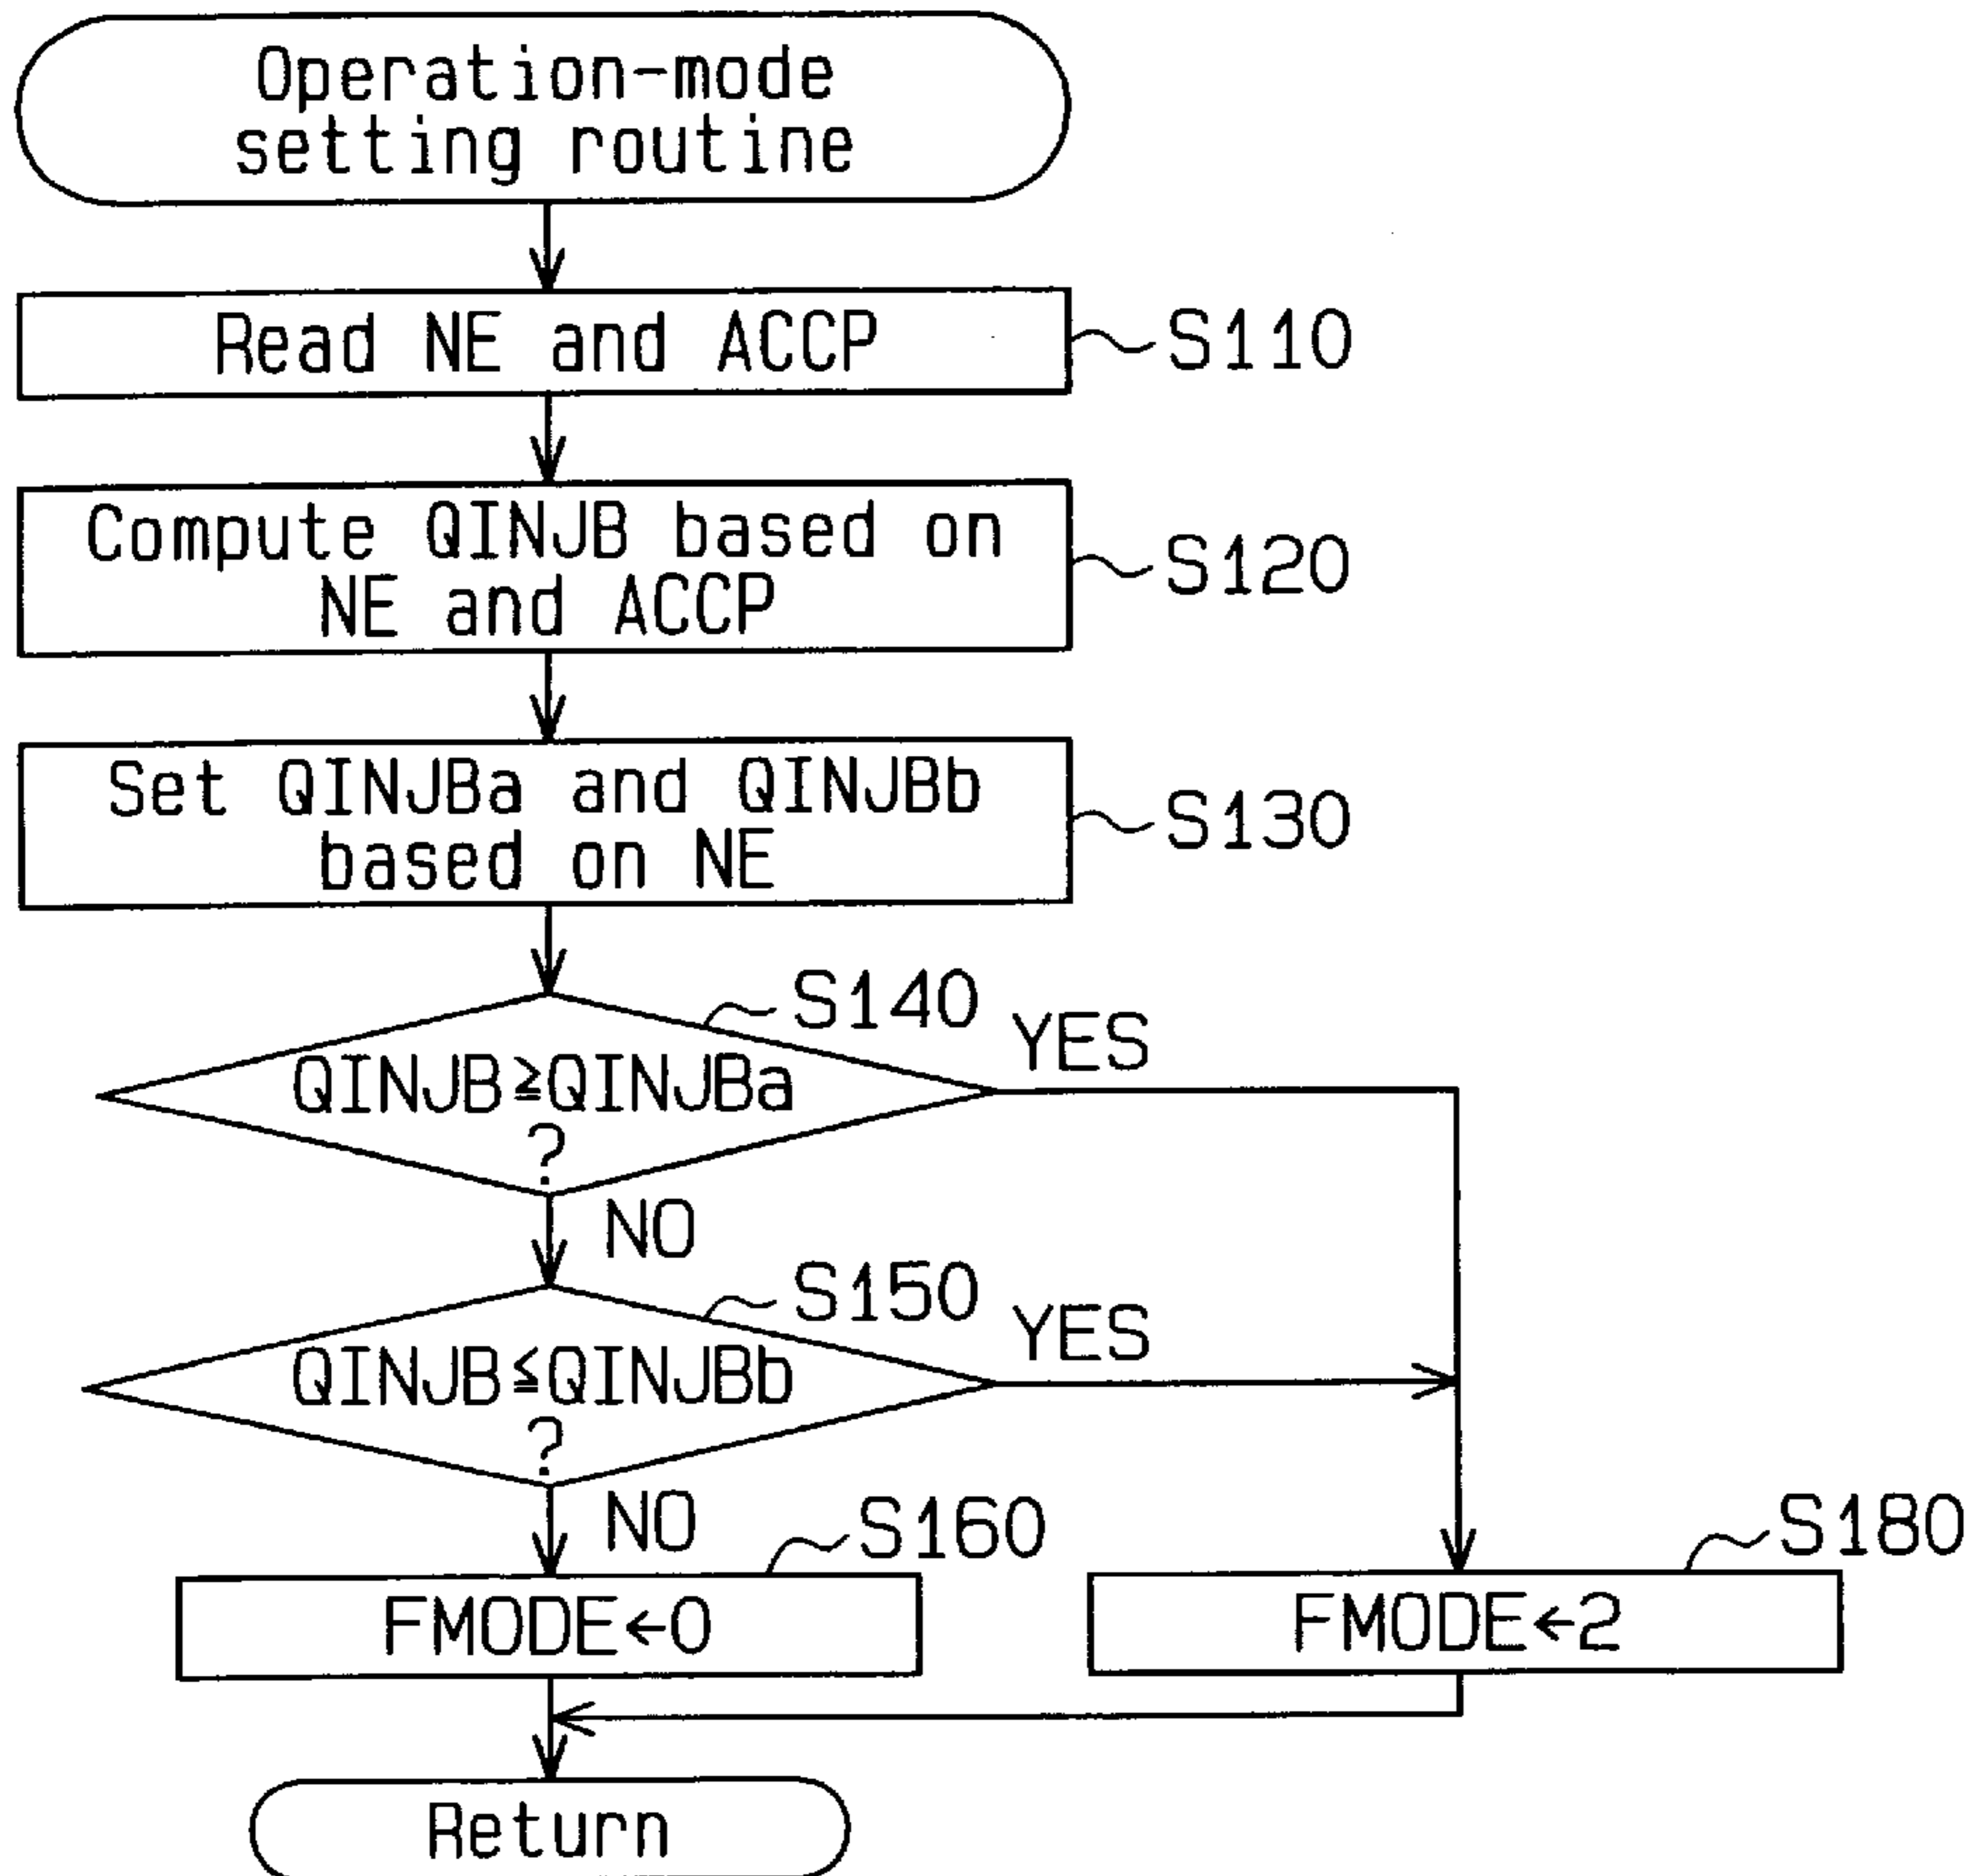 Operation-mode
setting routine
Read NE and ACCP
S110
Compute QINJB based on
NE and ACCP
S120
Set QINJBa and QINJBb
based on NE
S130
S140
YES
QINJB≧QINJBa
?
NO
S150
YES
QINJB≦QINJBb
?
NO
S160
S180
FMODE←0
FMODE←2
Return